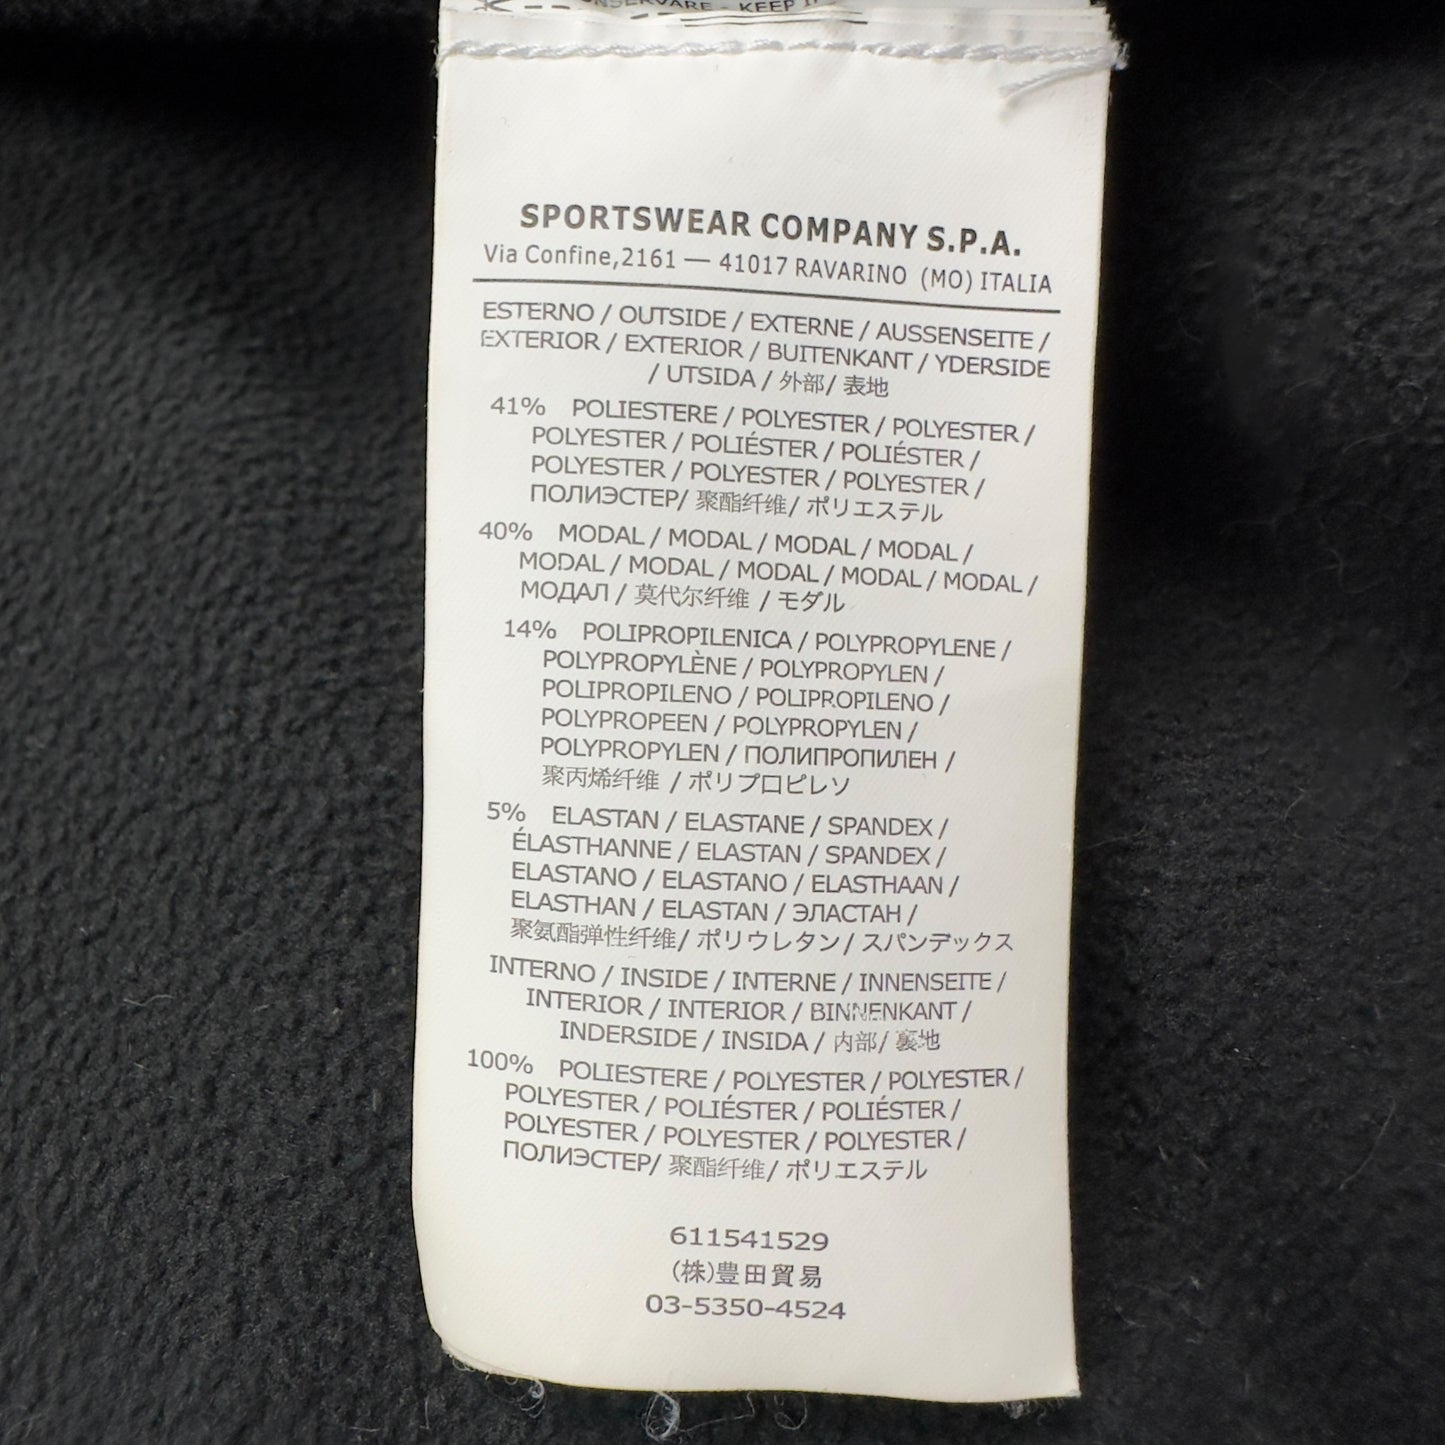 CONSERVARE - KEEP IT
SPORTSWEAR COMPANY S.P.A.
Via Confine,2161 — 41017 RAVARINO (MO) ITALIA
ESTERNO / OUTSIDE / EXTERNE / AUSSENSEITE /
EXTERIOR / EXTERIOR / BUITENKANT / YDERSIDE
/ UTSIDA / 外部/ 表地
41% POLIESTERE / POLYESTER / POLYESTER /
POLYESTER / POLIÉSTER / POLIÉSTER /
POLYESTER / POLYESTER / POLYESTER /
ПОЛИЭСТЕР/ 聚酯纤维/ ポリエステル
40% MODAL / MODAL / MODAL / MODAL /
MODAL / MODAL / MODAL / MODAL / MODAL /
МОДАЛ / 莫代尔纤维 / モダル
14% POLIPROPILENICA / POLYPROPYLENE /
POLYPROPYLÈNE / POLYPROPYLEN /
POLIPROPILENO / POLIPROPILENO /
POLYPROPEEN / POLYPROPYLEN /
POLYPROPYLEN / ПОЛИПРОПИЛЕН /
聚丙烯纤维 / ポリプロピレソ
5% ELASTAN / ELASTANE / SPANDEX /
ÉLASTHANNE / ELASTAN / SPANDEX /
ELASTANO / ELASTANO / ELASTHAAN /
ELASTHAN / ELASTAN / ЭЛАСТАН /
聚氨酯弹性纤维/ ポリウレタン/ スパンデックス
INTERNO / INSIDE / INTERNE / INNENSEITE /
INTERIOR / INTERIOR / BINNENKANT /
INDERSIDE / INSIDA / 内部/ 裏地
100% POLIESTERE / POLYESTER / POLYESTER /
POLYESTER / POLIÉSTER / POLIÉSTER /
POLYESTER / POLYESTER / POLYESTER /
ПОЛИЭСТЕР/ 聚酯纤维/ ポリエステル
611541529
(株)豊田貿易
03-5350-4524